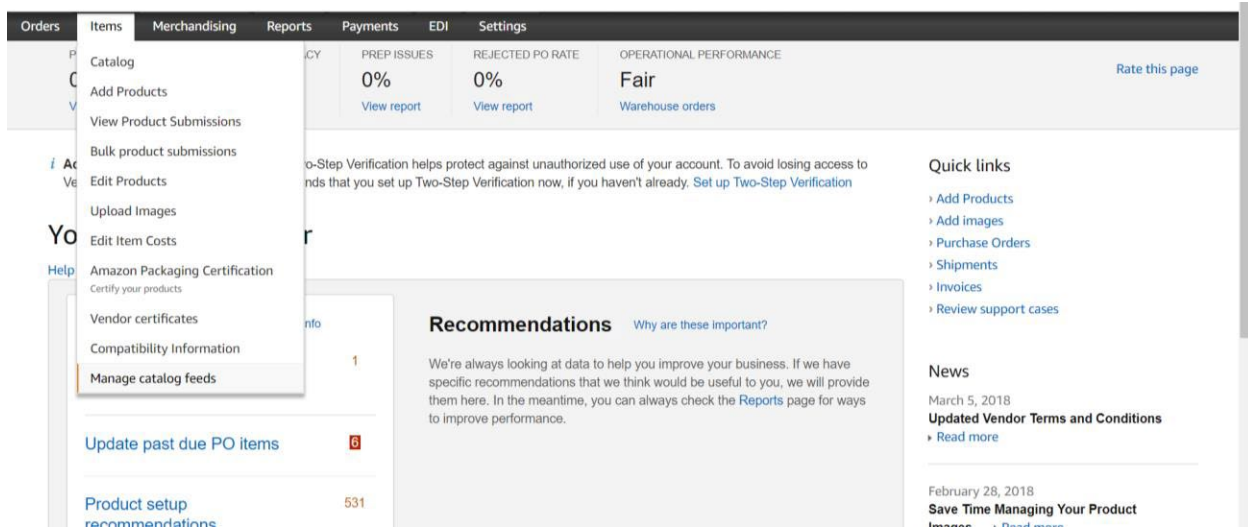 Orders Items Merchandising Reports Payments EDI Settings
Catalog
Add Products
View Product Submissions
Bulk product submissions
Edit Products
Upload Images
Edit Item Costs
Amazon Packaging Certification
Certify your products
Vendor certificates
Compatibility Information
Manage catalog feeds
PREP ISSUES
0%
View report
REJECTED PO RATE
0%
View report
OPERATIONAL PERFORMANCE
Fair
Warehouse orders
Rate this page
o-Step Verification helps protect against unauthorized use of your account. To avoid losing access to
nds that you set up Two-Step Verification now, if you haven't already. Set up Two-Step Verification
Yo r
Help
nfo
1
Update past due PO items 6
Product setup 531
recommendations
Recommendations Why are these important?
We're always looking at data to help you improve your business. If we have
specific recommendations that we think would be useful to you, we will provide
them here. In the meantime, you can always check the Reports page for ways
to improve performance.
Quick links
› Add Products
› Add images
› Purchase Orders
› Shipments
› Invoices
› Review support cases
News
March 5, 2018
Updated Vendor Terms and Conditions
Read more
February 28, 2018
Save Time Managing Your Product
Images Read more